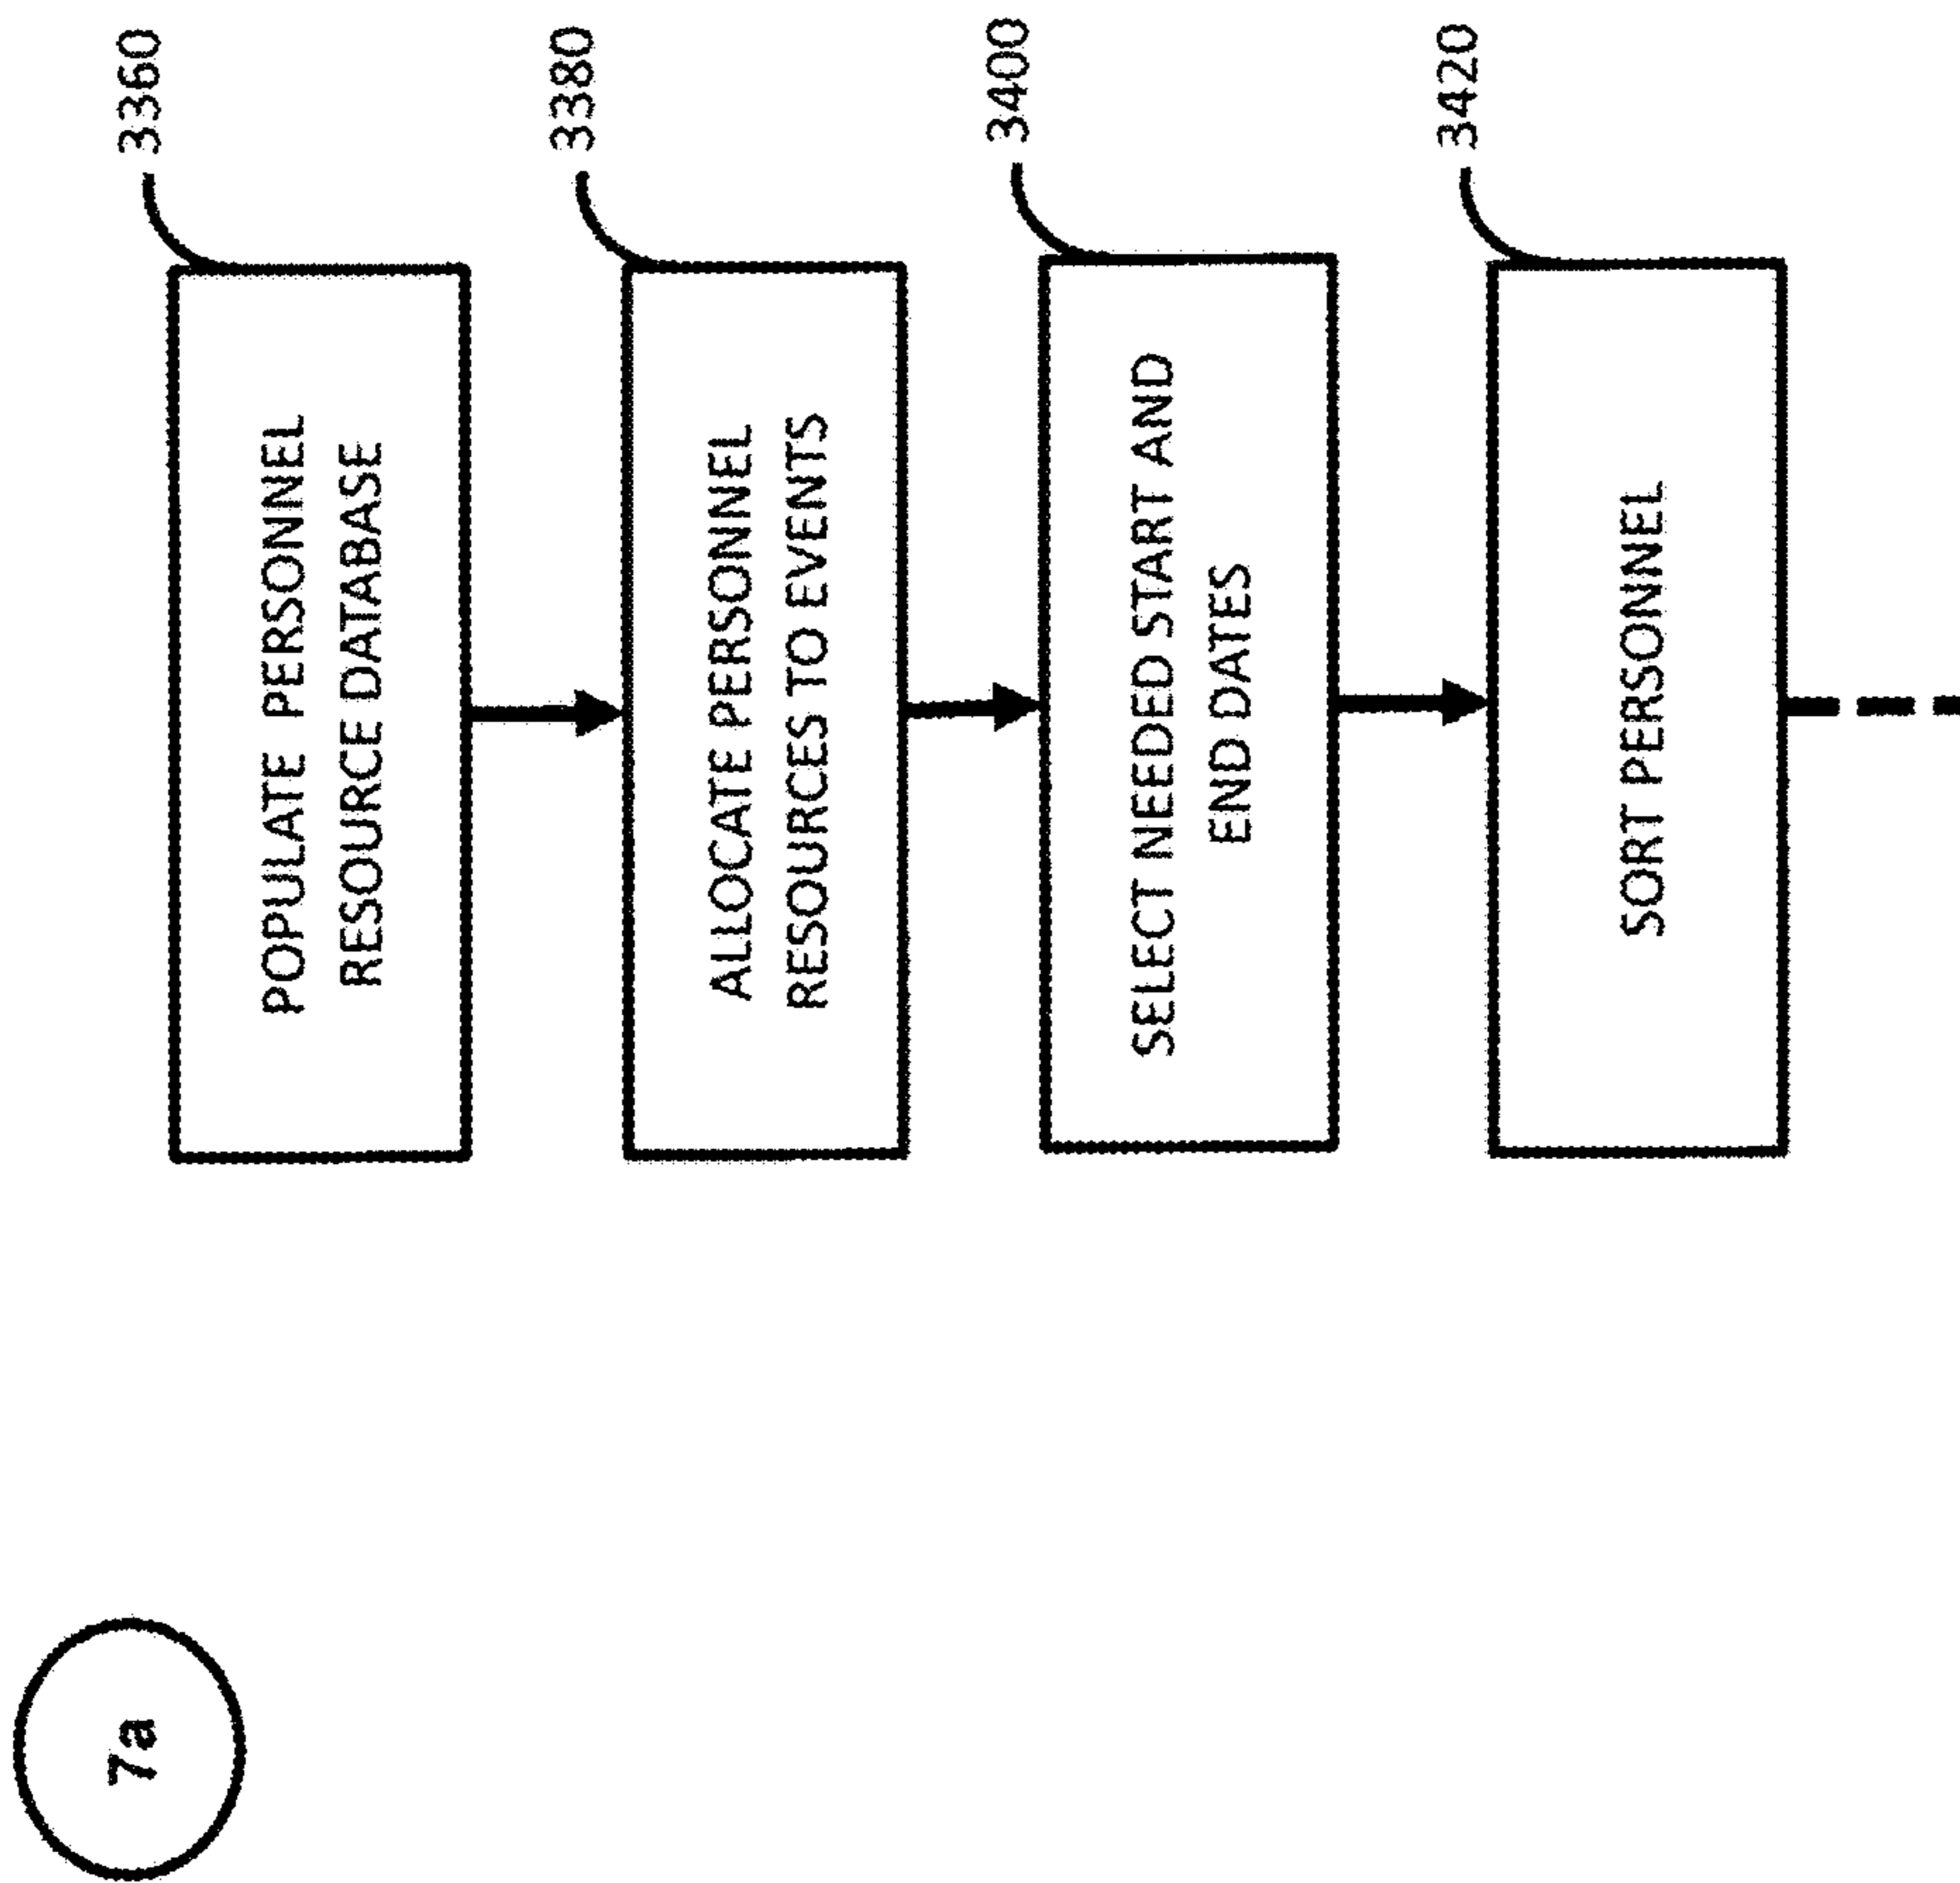 7a
3360
POPULATE PERSONNEL
RESOURCE DATABASE
3380
ALLOCATE PERSONNEL
RESOURCES TO EVENTS
3400
SELECT NEEDED START AND
END DATES
3420
SORT PERSONNEL